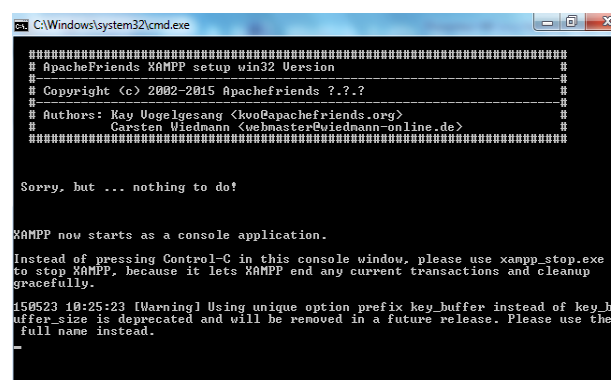 C:\Windows\system32\cmd.exe
###################################################################
# ApacheFriends XAMPP setup win32 Version #
#-----------------------------------------------------------------#
# Copyright (c) 2002-2015 Apachefriends ?.?.? #
#-----------------------------------------------------------------#
# Authors: Kay Vogelgesang <kvo@apachefriends.org> #
# Carsten Wiedmann <webmaster@wiedmann-online.de> #
###################################################################
Sorry, but ... nothing to do!
XAMPP now starts as a console application.
Instead of pressing Control-C in this console window, please use xampp_stop.exe
to stop XAMPP, because it lets XAMPP end any current transactions and cleanup
gracefully.
150523 10:25:23 [Warning] Using unique option prefix key_buffer instead of key_b
uffer_size is deprecated and will be removed in a future release. Please use the
full name instead.